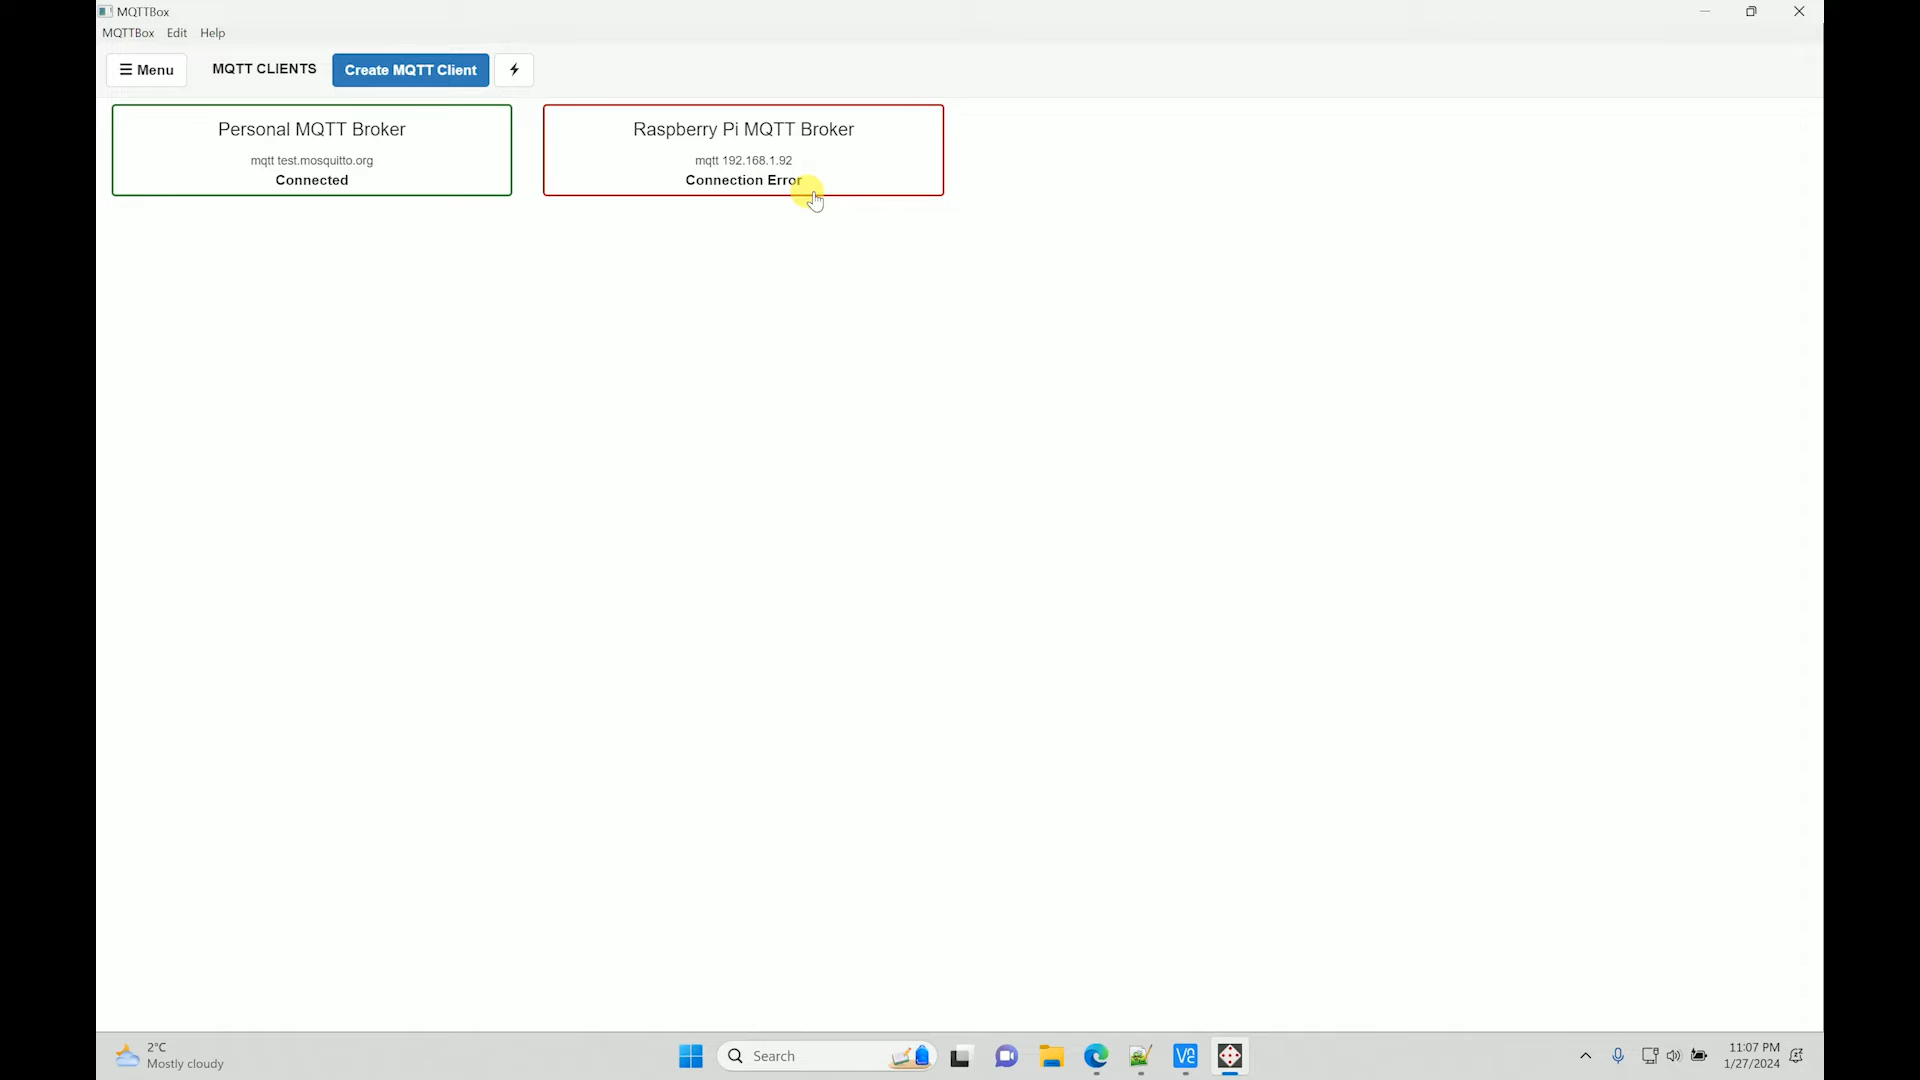 MQTTBox
MQTTBox Edit Help
☰ Menu MQTT CLIENTS Create MQTT Client
Personal MQTT Broker
mqtt test.mosquitto.org
Connected
Raspberry Pi MQTT Broker
mqtt 192.168.1.92
Connection Error
2°C
Mostly cloudy
Search
11:07 PM
1/27/2024